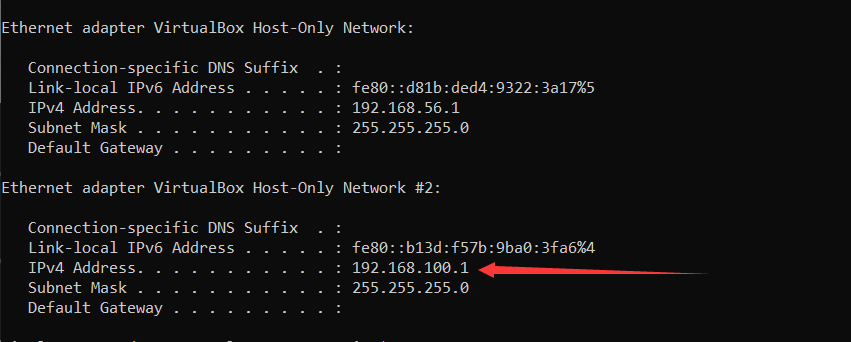 Ethernet adapter VirtualBox Host-Only Network:
Connection-specific DNS Suffix . :
Link-local IPv6 Address . . . . . : fe80::d81b:ded4:9322:3a17%5
IPv4 Address. . . . . . . . . . . : 192.168.56.1
Subnet Mask . . . . . . . . . . . : 255.255.255.0
Default Gateway . . . . . . . . . :
Ethernet adapter VirtualBox Host-Only Network #2:
Connection-specific DNS Suffix . :
Link-local IPv6 Address . . . . . : fe80::b13d:f57b:9ba0:3fa6%4
IPv4 Address. . . . . . . . . . . : 192.168.100.1
Subnet Mask . . . . . . . . . . . : 255.255.255.0
Default Gateway . . . . . . . . . :